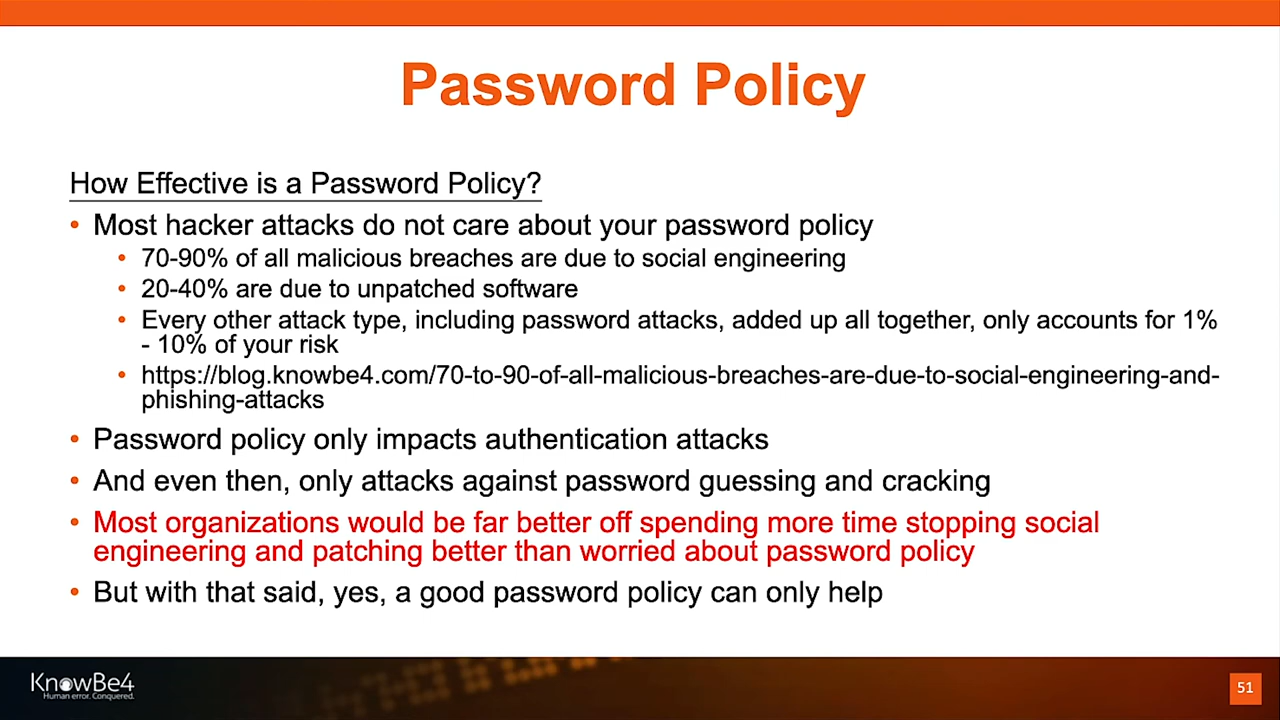 Password Policy
How Effective is a Password Policy?
• Most hacker attacks do not care about your password policy
• 70-90% of all malicious breaches are due to social engineering
• 20-40% are due to unpatched software
• Every other attack type, including password attacks, added up all together, only accounts for 1%
- 10% of your risk
• https://blog.knowbe4.com/70-to-90-of-all-malicious-breaches-are-due-to-social-engineering-and-
phishing-attacks
• Password policy only impacts authentication attacks
• And even then, only attacks against password guessing and cracking
• Most organizations would be far better off spending more time stopping social
engineering and patching better than worried about password policy
• But with that said, yes, a good password policy can only help
KnowBe4
Human error. Conquered.
51